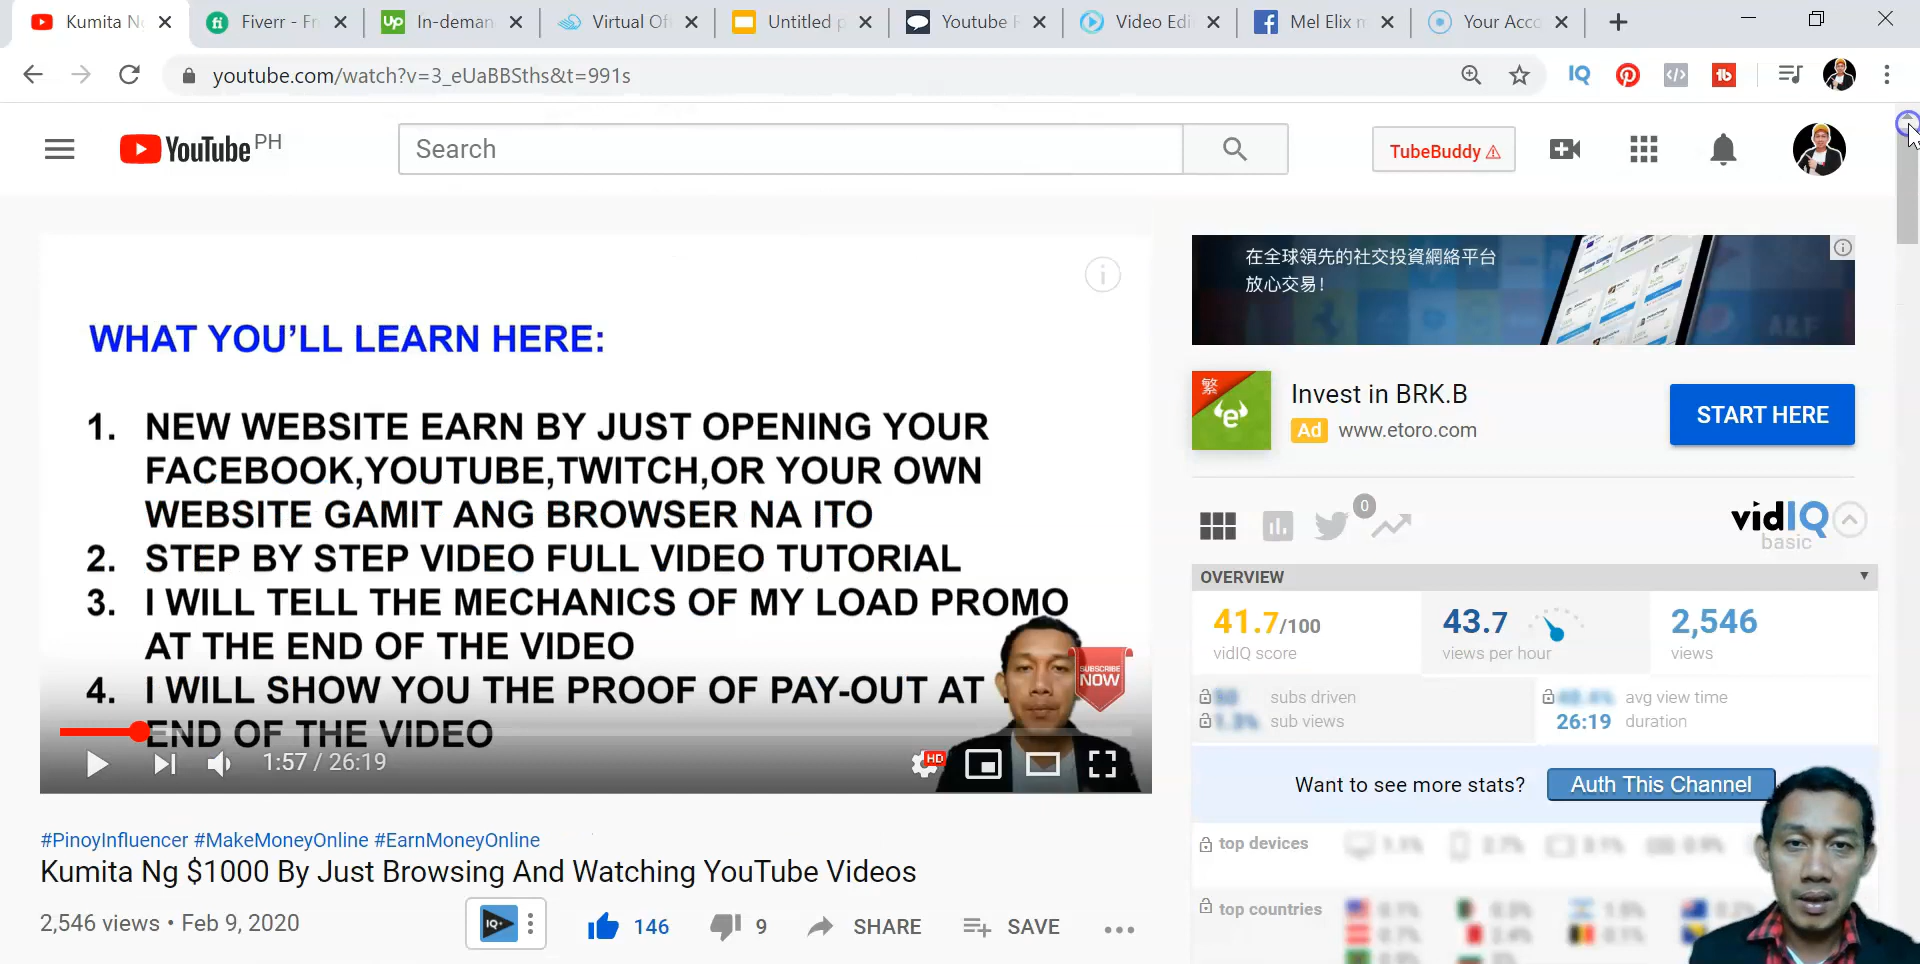 Kumita N
Fiverr - Fr
In-deman
Virtual Of
Untitled p
Youtube
Video Edi
Mel Elix m
Your Acco
youtube.com/watch?v=3_eUaBBSths&t=991s
YouTube PH
Search
TubeBuddy
WHAT YOU'LL LEARN HERE:
1. NEW WEBSITE EARN BY JUST OPENING YOUR
FACEBOOK,YOUTUBE,TWITCH,OR YOUR OWN
WEBSITE GAMIT ANG BROWSER NA ITO
2. STEP BY STEP VIDEO FULL VIDEO TUTORIAL
3. I WILL TELL THE MECHANICS OF MY LOAD PROMO
AT THE END OF THE VIDEO
4. I WILL SHOW YOU THE PROOF OF PAY-OUT AT
END OF THE VIDEO
SUBSCRIBE
NOW
1:57 / 26:19
HD
#PinoyInfluencer #MakeMoneyOnline #EarnMoneyOnline
Kumita Ng $1000 By Just Browsing And Watching YouTube Videos
2,546 views • Feb 9, 2020
IQ+
146
9
SHARE
SAVE
在全球領先的社交投資網絡平台
放心交易!
A&F
繁
Invest in BRK.B
Ad www.etoro.com
START HERE
0
vidIQ
basic
OVERVIEW
41.7/100
vidIQ score
43.7
views per hour
2,546
views
subs driven
sub views
avg view time
26:19 duration
Want to see more stats?
Auth This Channel
top devices
top countries